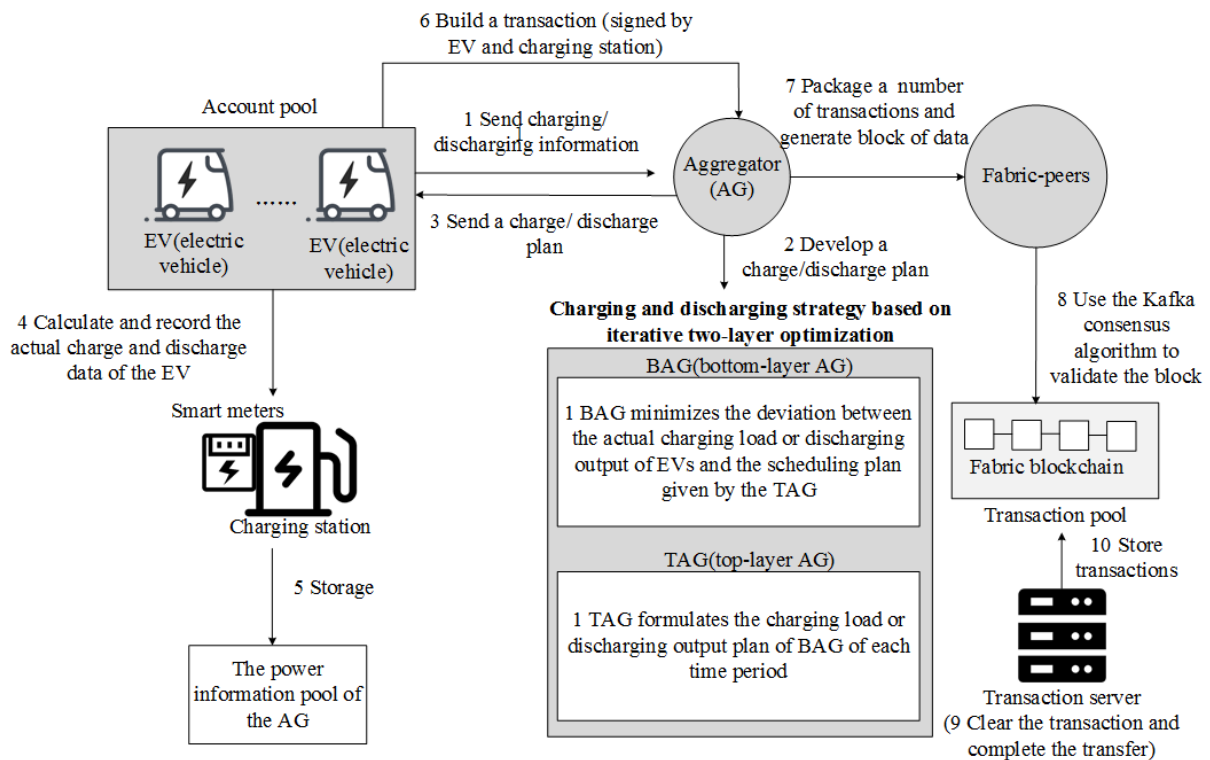 6 Build a transaction (signed by
EV and charging station)
7 Package a number
of transactions and
generate block of data
Account pool
1 Send charging/
discharging information
Aggregator
(AG)
Fabric-peers
......
EV(electric
vehicle)
EV(electric
vehicle)
3 Send a charge/ discharge
plan
2 Develop a
charge/discharge plan
4 Calculate and record the
actual charge and discharge
data of the EV
Charging and discharging strategy based on
iterative two-layer optimization
8 Use the Kafka
consensus
algorithm to
validate the block
BAG(bottom-layer AG)
1 BAG minimizes the deviation between
the actual charging load or discharging
output of EVs and the scheduling plan
given by the TAG
Smart meters
Charging station
Fabric blockchain
Transaction pool
10 Store
transactions
TAG(top-layer AG)
1 TAG formulates the charging load or
discharging output plan of BAG of each
time period
5 Storage
The power
information pool of
the AG
Transaction server
(9 Clear the transaction and
complete the transfer)